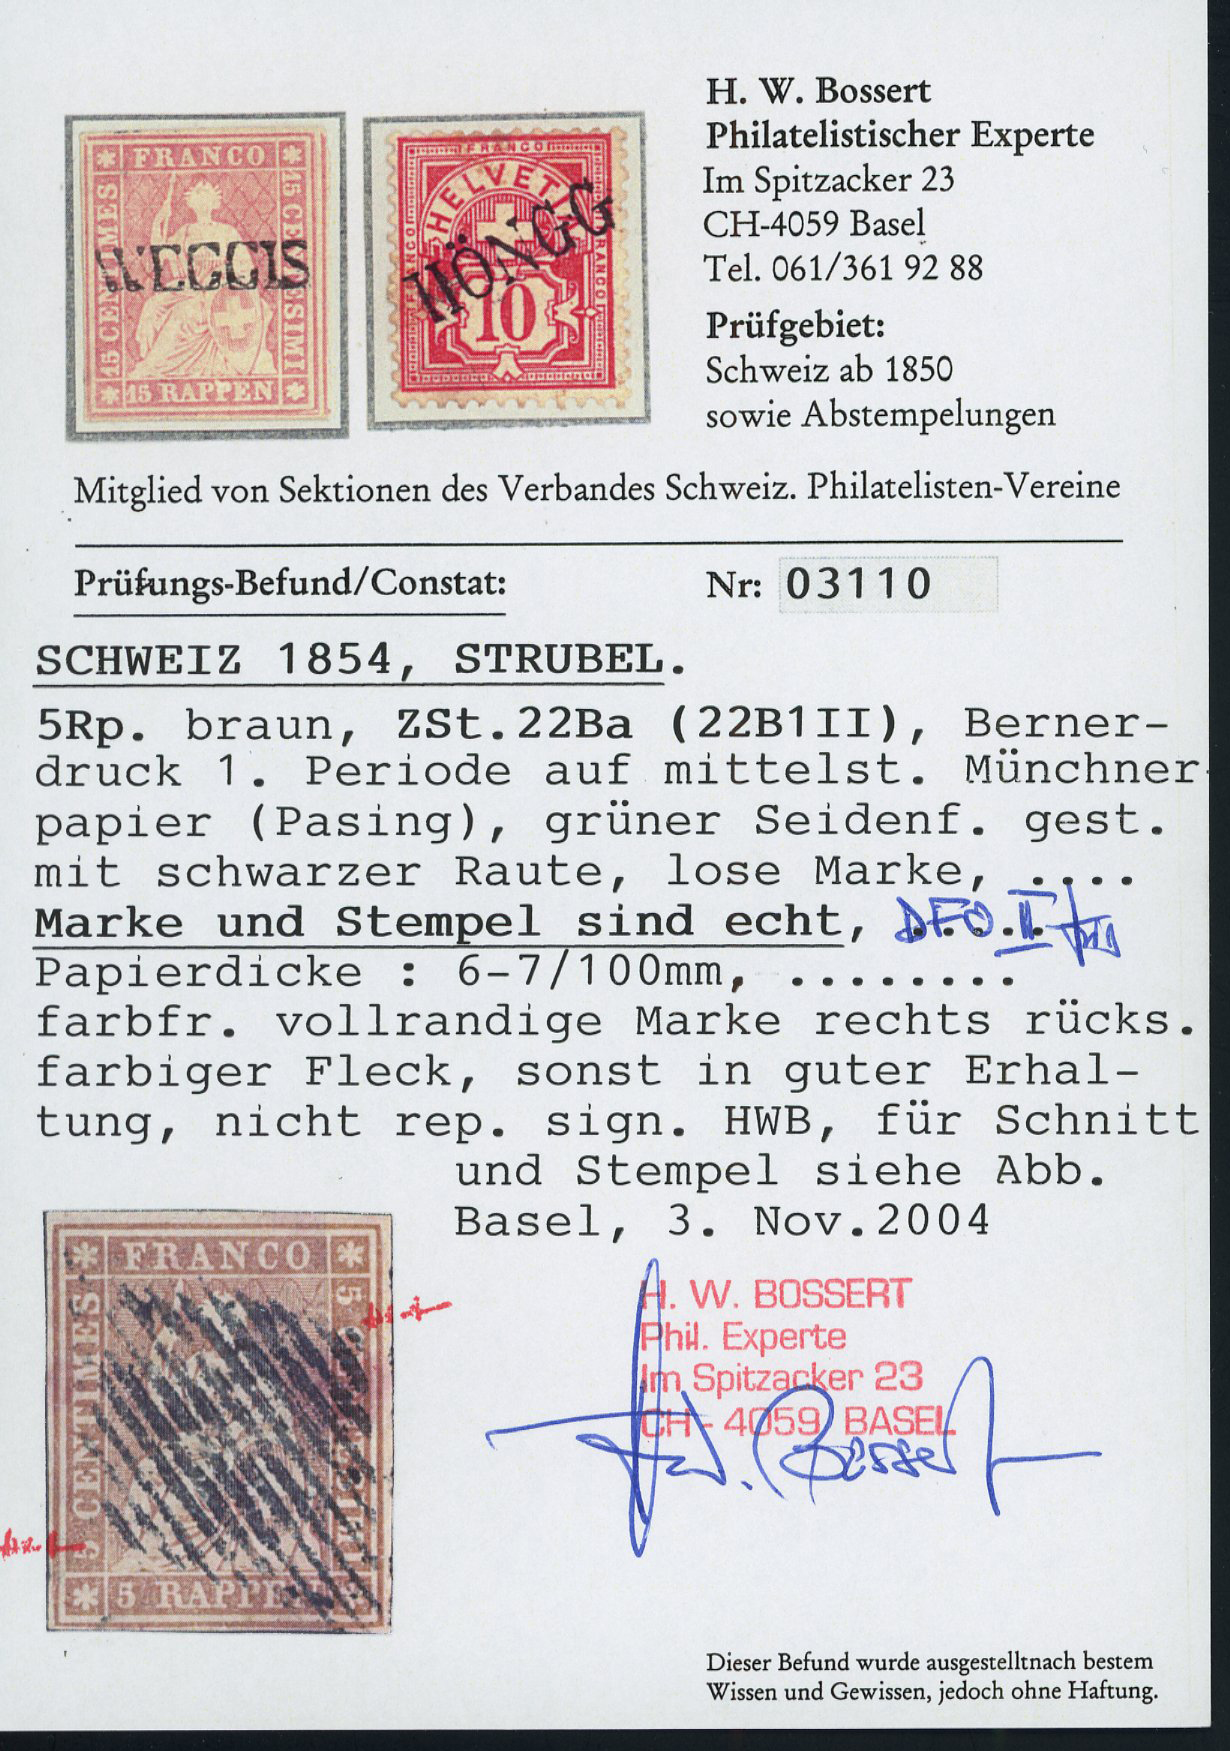 FRANCO
15 CENTIMES
WEGGIS
15 RAPPEN
FRANCO
HELVETIA
HÖNGG
FRANCO
FRANCO
10
H. W. Bossert
Philatelistischer Experte
Im Spitzacker 23
CH-4059 Basel
Tel. 061/361 92 88
Prüfgebiet:
Schweiz ab 1850
sowie Abstempelungen
Mitglied von Sektionen des Verbandes Schweiz. Philatelisten-Vereine
Prüfungs-Befund/Constat:
Nr: 03110
SCHWEIZ 1854, STRUBEL.
5Rp. braun, ZSt.22Ba (22B1II), Berner-
druck 1. Periode auf mittelst. Münchner
papier (Pasing), grüner Seidenf. gest.
mit schwarzer Raute, lose Marke, ....
Marke und Stempel sind echt, DFO II
Papierdicke : 6-7/100mm, ........
farbfr. vollrandige Marke rechts rücks.
farbiger Fleck, sonst in guter Erhal-
tung, nicht rep. sign. HWB, für Schnitt
und Stempel siehe Abb.
Basel, 3. Nov.2004
FRANCO
5 CENTIMES
5 RAPPEN
H. W. BOSSERT
Phil. Experte
Im Spitzacker 23
CH - 4059 BASEL
H.W. Bossert
Dieser Befund wurde ausgestelltnach bestem
Wissen und Gewissen, jedoch ohne Haftung.